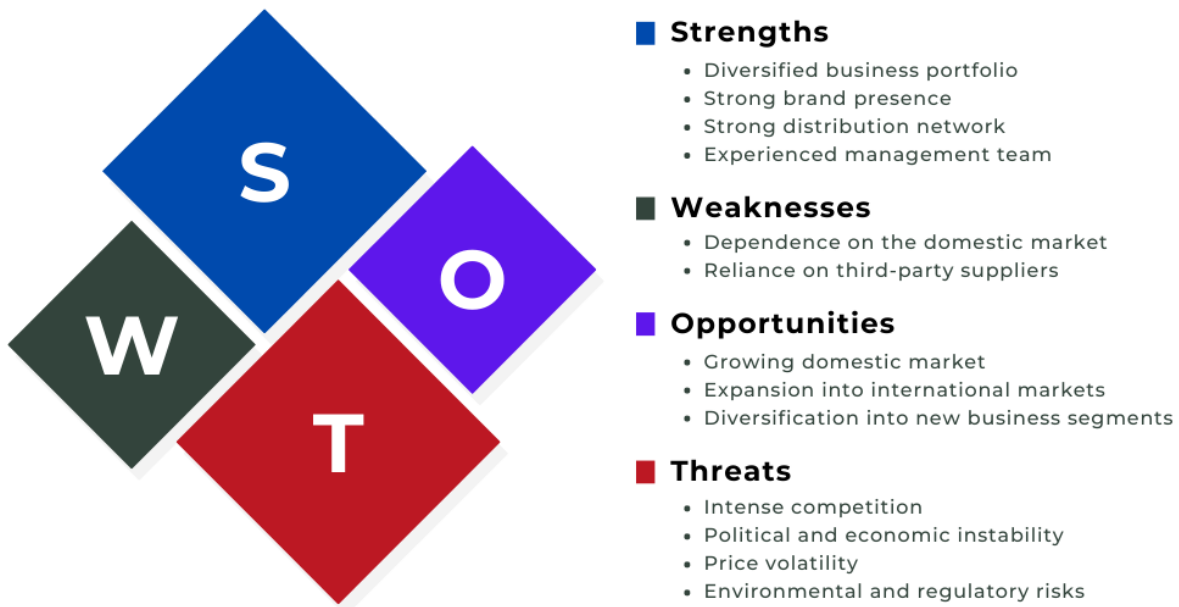 S
W
O
T
Strengths
• Diversified business portfolio
• Strong brand presence
• Strong distribution network
• Experienced management team
Weaknesses
• Dependence on the domestic market
• Reliance on third-party suppliers
Opportunities
• Growing domestic market
• Expansion into international markets
• Diversification into new business segments
Threats
• Intense competition
• Political and economic instability
• Price volatility
• Environmental and regulatory risks